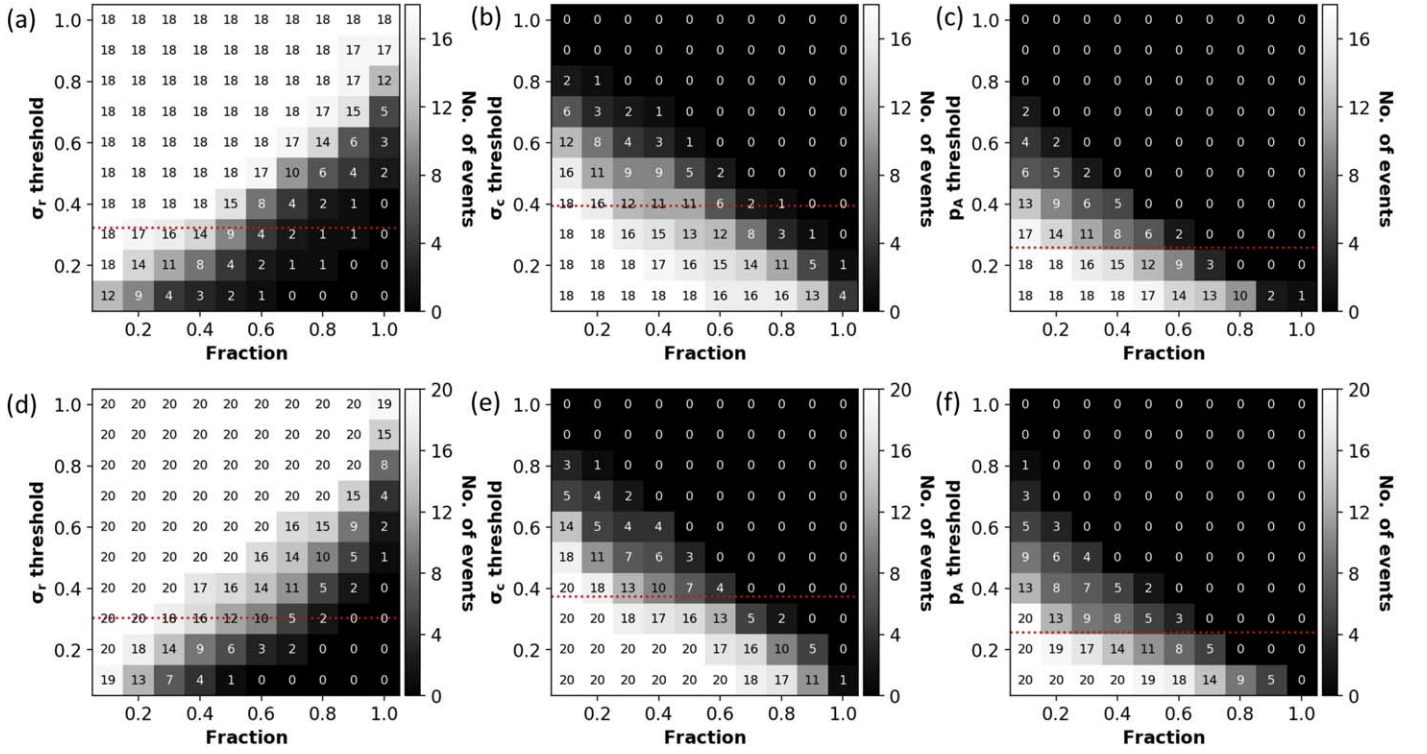 (a)
σr threshold
1.0 18 18 18 18 18 18 18 18 18 18
18 18 18 18 18 18 18 18 17 17
0.8 18 18 18 18 18 18 18 18 17 12
18 18 18 18 18 18 18 17 15 5
0.6 18 18 18 18 18 18 17 14 6 3
18 18 18 18 18 17 10 6 4 2
0.4 18 18 18 18 15 8 4 2 1 0
18 17 16 14 9 4 2 1 1 0
0.2 18 14 11 8 4 2 1 1 0 0
12 9 4 3 2 1 0 0 0 0
0.2 0.4 0.6 0.8 1.0
Fraction
16
12
8
4
0
No. of events
(b)
σc threshold
1.0 0 0 0 0 0 0 0 0 0 0
0 0 0 0 0 0 0 0 0 0
0.8 2 1 0 0 0 0 0 0 0 0
6 3 2 1 0 0 0 0 0 0
0.6 12 8 4 3 1 0 0 0 0 0
16 11 9 9 5 2 0 0 0 0
0.4 18 16 12 11 11 6 2 1 0 0
18 18 16 15 13 12 8 3 1 0
0.2 18 18 18 17 16 15 14 11 5 1
18 18 18 18 18 16 16 16 13 4
0.2 0.4 0.6 0.8 1.0
Fraction
16
12
8
4
0
No. of events
(c)
pA threshold
1.0 0 0 0 0 0 0 0 0 0 0
0 0 0 0 0 0 0 0 0 0
0.8 0 0 0 0 0 0 0 0 0 0
2 0 0 0 0 0 0 0 0 0
0.6 4 2 0 0 0 0 0 0 0 0
6 5 2 0 0 0 0 0 0 0
0.4 13 9 6 5 0 0 0 0 0 0
17 14 11 8 6 2 0 0 0 0
0.2 18 18 16 15 12 9 3 0 0 0
18 18 18 18 17 14 13 10 2 1
0.2 0.4 0.6 0.8 1.0
Fraction
16
12
8
4
0
No. of events
(d)
σr threshold
1.0 20 20 20 20 20 20 20 20 20 19
20 20 20 20 20 20 20 20 20 15
0.8 20 20 20 20 20 20 20 20 20 8
20 20 20 20 20 20 20 20 15 4
0.6 20 20 20 20 20 20 16 15 9 2
20 20 20 20 20 16 14 10 5 1
0.4 20 20 20 17 16 14 11 5 2 0
20 20 18 16 12 10 5 2 0 0
0.2 20 18 14 9 6 3 2 0 0 0
19 13 7 4 1 0 0 0 0 0
0.2 0.4 0.6 0.8 1.0
Fraction
20
16
12
8
4
0
No. of events
(e)
σc threshold
1.0 0 0 0 0 0 0 0 0 0 0
0 0 0 0 0 0 0 0 0 0
0.8 3 1 0 0 0 0 0 0 0 0
5 4 2 0 0 0 0 0 0 0
0.6 14 5 4 4 0 0 0 0 0 0
18 11 7 6 3 0 0 0 0 0
0.4 20 18 13 10 7 4 0 0 0 0
20 20 18 17 16 13 5 2 0 0
0.2 20 20 20 20 20 17 16 10 5 0
20 20 20 20 20 20 18 17 11 1
0.2 0.4 0.6 0.8 1.0
Fraction
20
16
12
8
4
0
No. of events
(f)
pA threshold
1.0 0 0 0 0 0 0 0 0 0 0
0 0 0 0 0 0 0 0 0 0
0.8 1 0 0 0 0 0 0 0 0 0
3 0 0 0 0 0 0 0 0 0
0.6 5 3 0 0 0 0 0 0 0 0
9 6 4 0 0 0 0 0 0 0
0.4 13 8 7 5 2 0 0 0 0 0
20 13 9 8 5 3 0 0 0 0
0.2 20 19 17 14 11 8 5 0 0 0
20 20 20 20 19 18 14 9 5 0
0.2 0.4 0.6 0.8 1.0
Fraction
20
16
12
8
4
0
No. of events